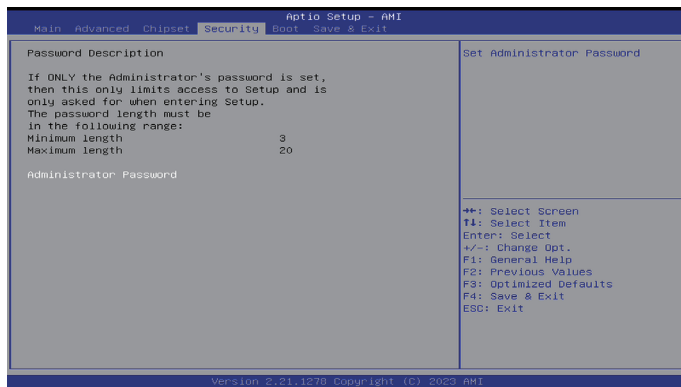 Aptio Setup – AMI
Main Advanced Chipset Security Boot Save & Exit
Password Description
If ONLY the Administrator's password is set,
then this only limits access to Setup and is
only asked for when entering Setup.
The password length must be
in the following range:
Minimum length 3
Maximum length 20
Administrator Password
Set Administrator Password
→←: Select Screen
↑↓: Select Item
Enter: Select
+/-: Change Opt.
F1: General Help
F2: Previous Values
F3: Optimized Defaults
F4: Save & Exit
ESC: Exit
Version 2.21.1278 Copyright (C) 2023 AMI